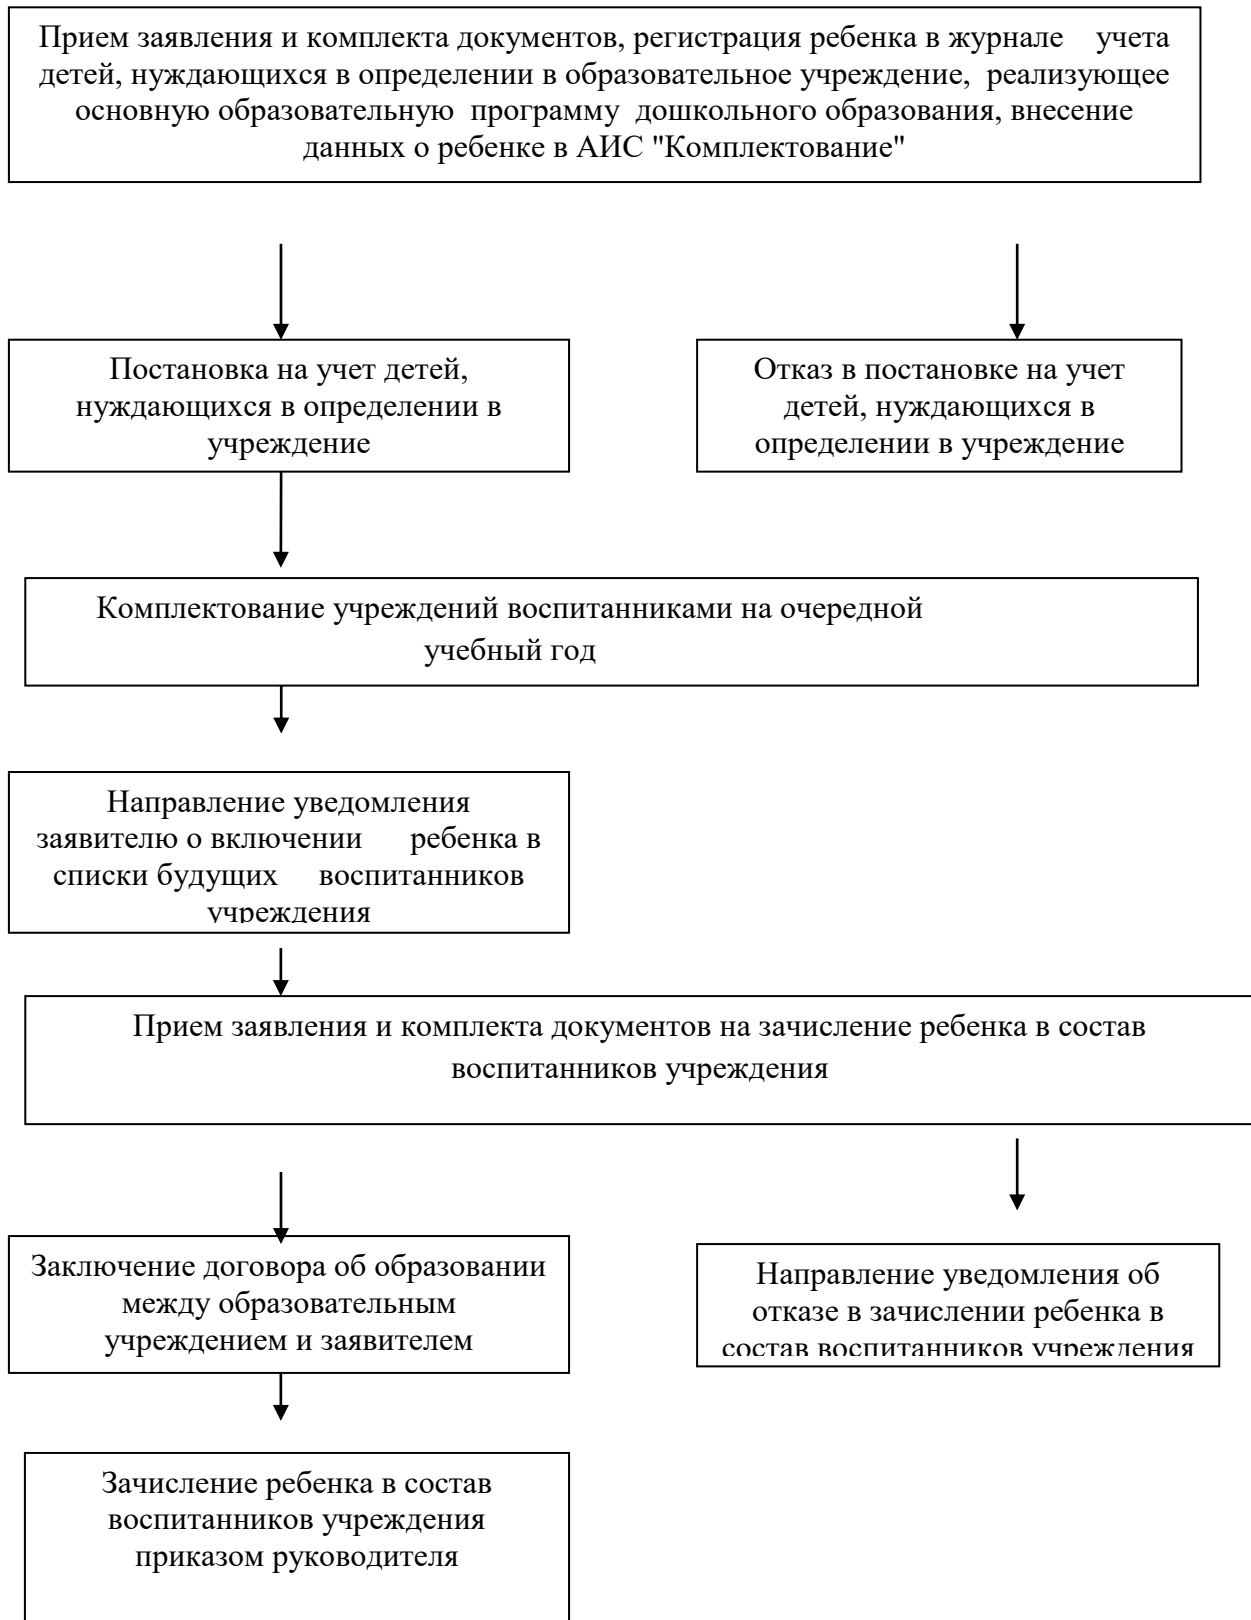 Прием заявления и комплекта документов, регистрация ребенка в журнале учета
детей, нуждающихся в определении в образовательное учреждение, реализующее
основную образовательную программу дошкольного образования, внесение
данных о ребенке в АИС "Комплектование"
Постановка на учет детей,
нуждающихся в определении в
учреждение
Отказ в постановке на учет
детей, нуждающихся в
определении в учреждение
Комплектование учреждений воспитанниками на очередной
учебный год
Направление уведомления
заявителю о включении ребенка в
списки будущих воспитанников
учреждения
Прием заявления и комплекта документов на зачисление ребенка в состав
воспитанников учреждения
Заключение договора об образовании
между образовательным
учреждением и заявителем
Направление уведомления об
отказе в зачислении ребенка в
состав воспитанников учреждения
Зачисление ребенка в состав
воспитанников учреждения
приказом руководителя